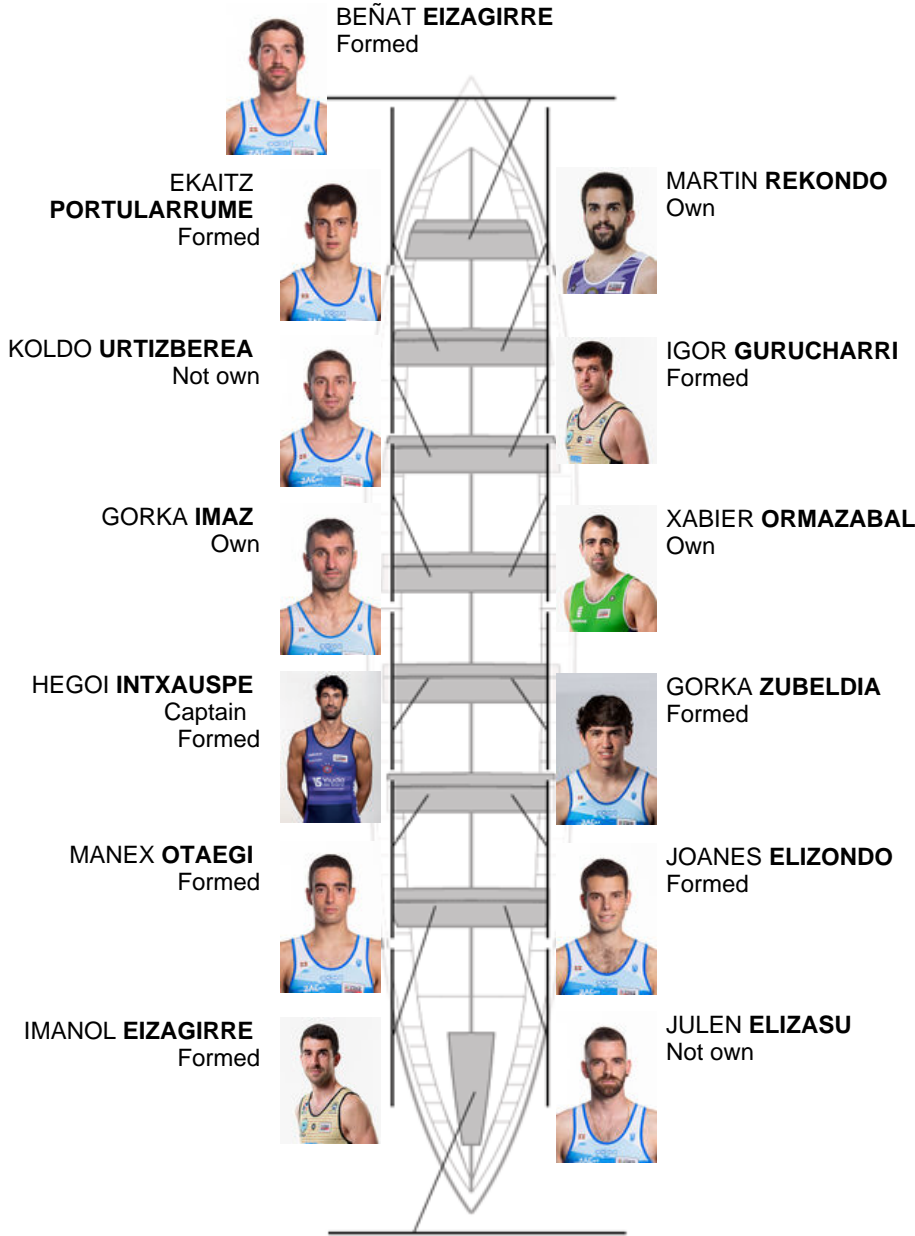 BEÑAT EIZAGIRRE
Formed
EKAITZ
PORTULARRUME
Formed
MARTIN REKONDO
Own
KOLDO URTIZBEREA
Not own
IGOR GURUCHARRI
Formed
GORKA IMAZ
Own
XABIER ORMAZABAL
Own
HEGOI INTXAUSPE
Captain
Formed
GORKA ZUBELDIA
Formed
MANEX OTAEGI
Formed
JOANES ELIZONDO
Formed
IMANOL EIZAGIRRE
Formed
JULEN ELIZASU
Not own